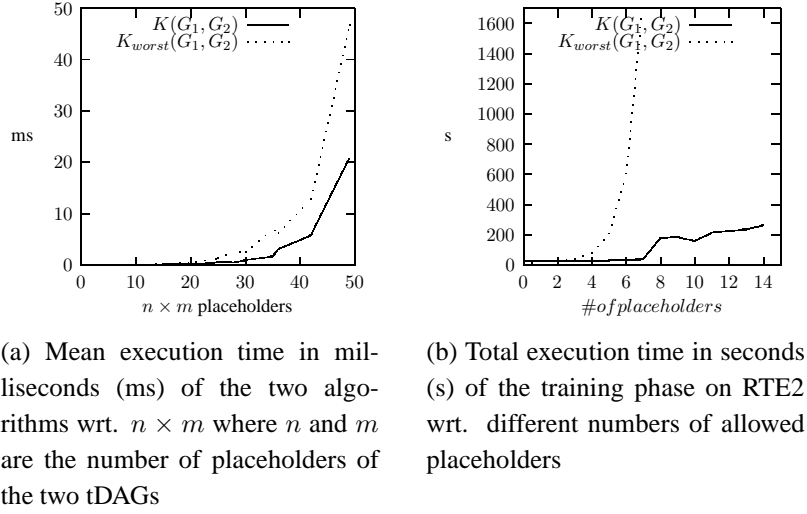 K(G1, G2)
Kworst(G1, G2)
50
40
30
20
10
0
ms
0 10 20 30 40 50
n × m placeholders
K(G1, G2)
Kworst(G1, G2)
1600
1400
1200
1000
800
600
400
200
0
s
0 2 4 6 8 10 12 14
#ofplaceholders
(a) Mean execution time in mil-
liseconds (ms) of the two algo-
rithms wrt. n × m where n and m
are the number of placeholders of
the two tDAGs
(b) Total execution time in seconds
(s) of the training phase on RTE2
wrt. different numbers of allowed
placeholders